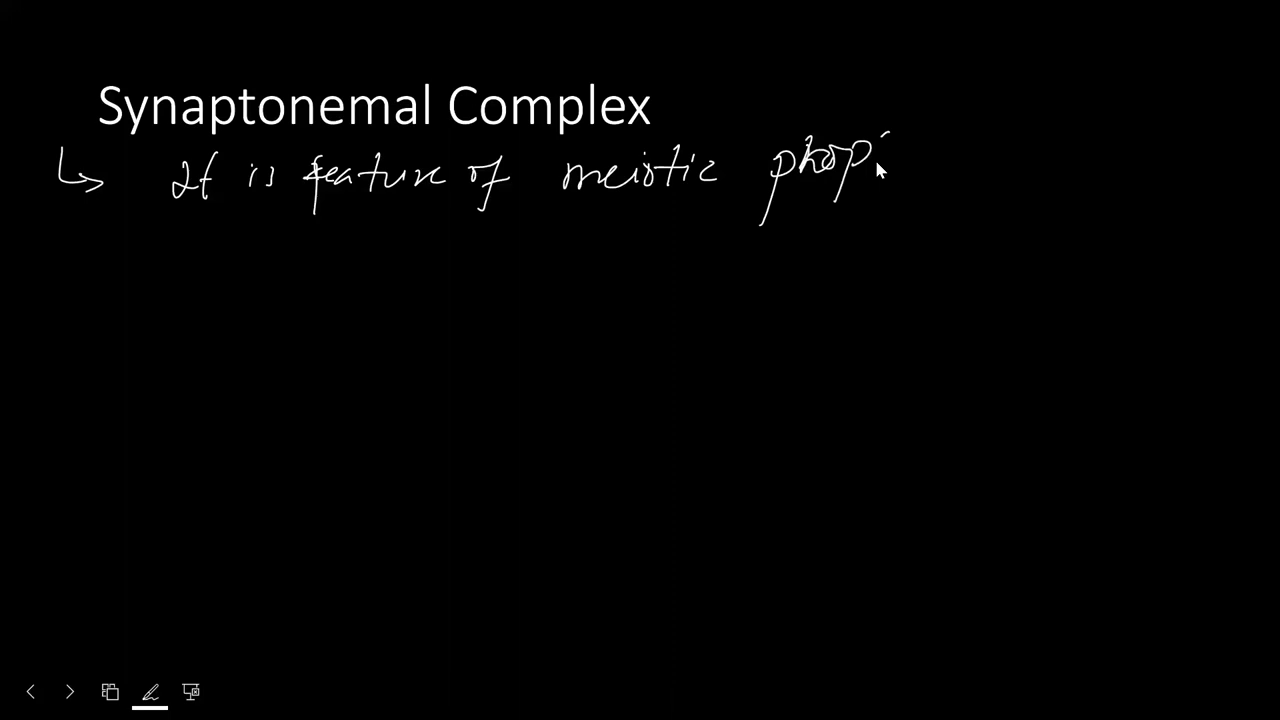 Synaptonemal Complex
↳ It is feature of meiotic